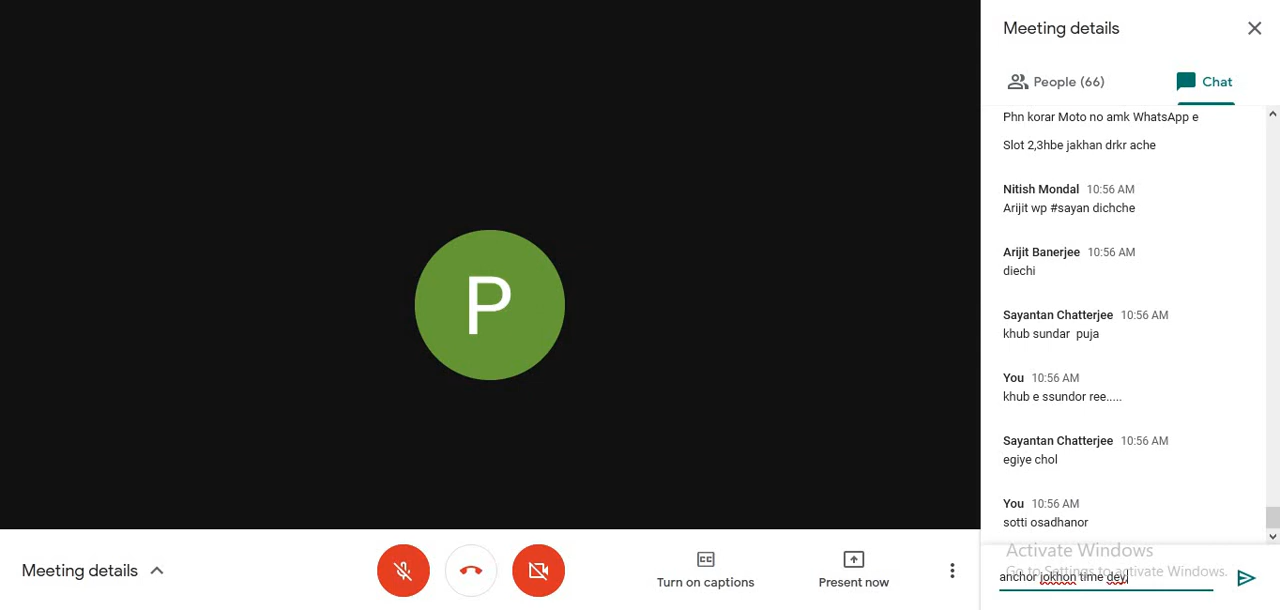 Meeting details
People (66)
Chat
Phn korar Moto no amk WhatsApp e
Slot 2,3hbe jakhan drkr ache
Nitish Mondal 10:56 AM
Arijit wp #sayan dichche
Arijit Banerjee 10:56 AM
diechi
Sayantan Chatterjee 10:56 AM
khub sundar puja
You 10:56 AM
khub e ssundor ree.....
Sayantan Chatterjee 10:56 AM
egiye chol
You 10:56 AM
sotti osadhanor
Activate Windows
Go to Settings to activate Windows.
anchor jokhon time dey
P
Meeting details
Turn on captions
Present now